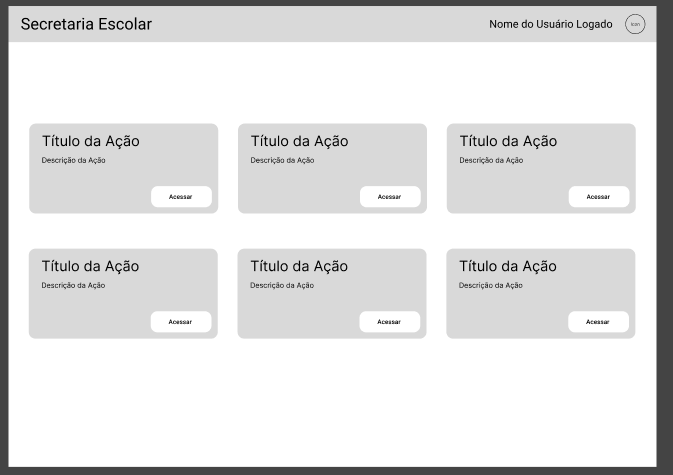 Secretaria Escolar
Nome do Usuário Logado
Icon
Título da Ação
Descrição da Ação
Acessar
Título da Ação
Descrição da Ação
Acessar
Título da Ação
Descrição da Ação
Acessar
Título da Ação
Descrição da Ação
Acessar
Título da Ação
Descrição da Ação
Acessar
Título da Ação
Descrição da Ação
Acessar